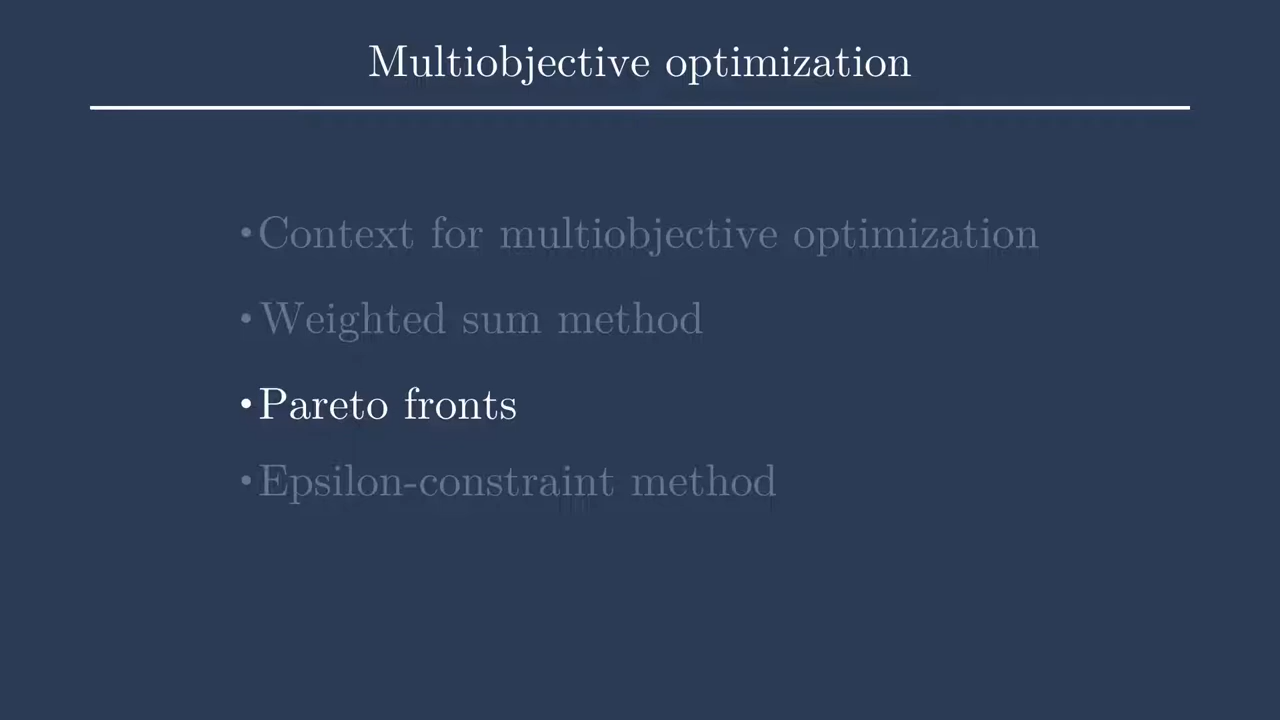 Multiobjective optimization
•Context for multiobjective optimization
•Weighted sum method
•Pareto fronts
•Epsilon-constraint method